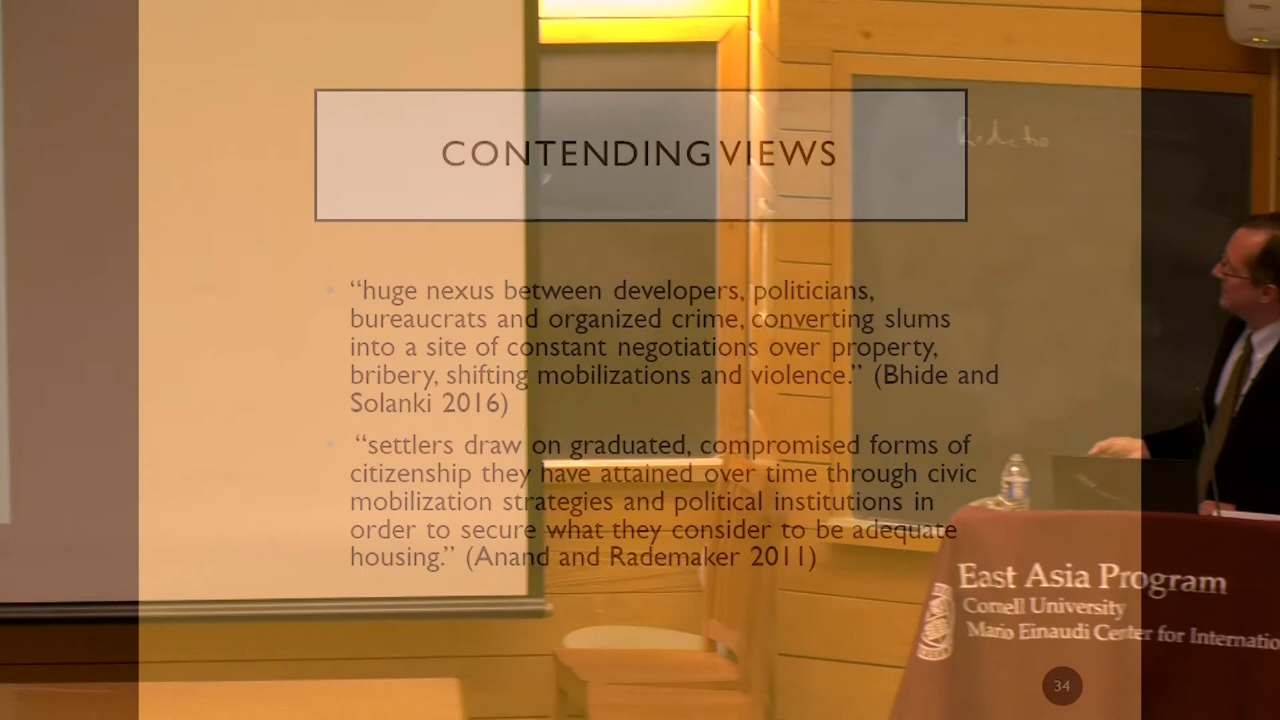 CONTENDING VIEWS
• “huge nexus between developers, politicians,
bureaucrats and organized crime, converting slums
into a site of constant negotiations over property,
bribery, shifting mobilizations and violence.” (Bhide and
Solanki 2016)
• “settlers draw on graduated, compromised forms of
citizenship they have attained over time through civic
mobilization strategies and political institutions in
order to secure what they consider to be adequate
housing.” (Anand and Rademaker 2011)
East Asia Program
Cornell University
Mario Einaudi Center for Internatio
34